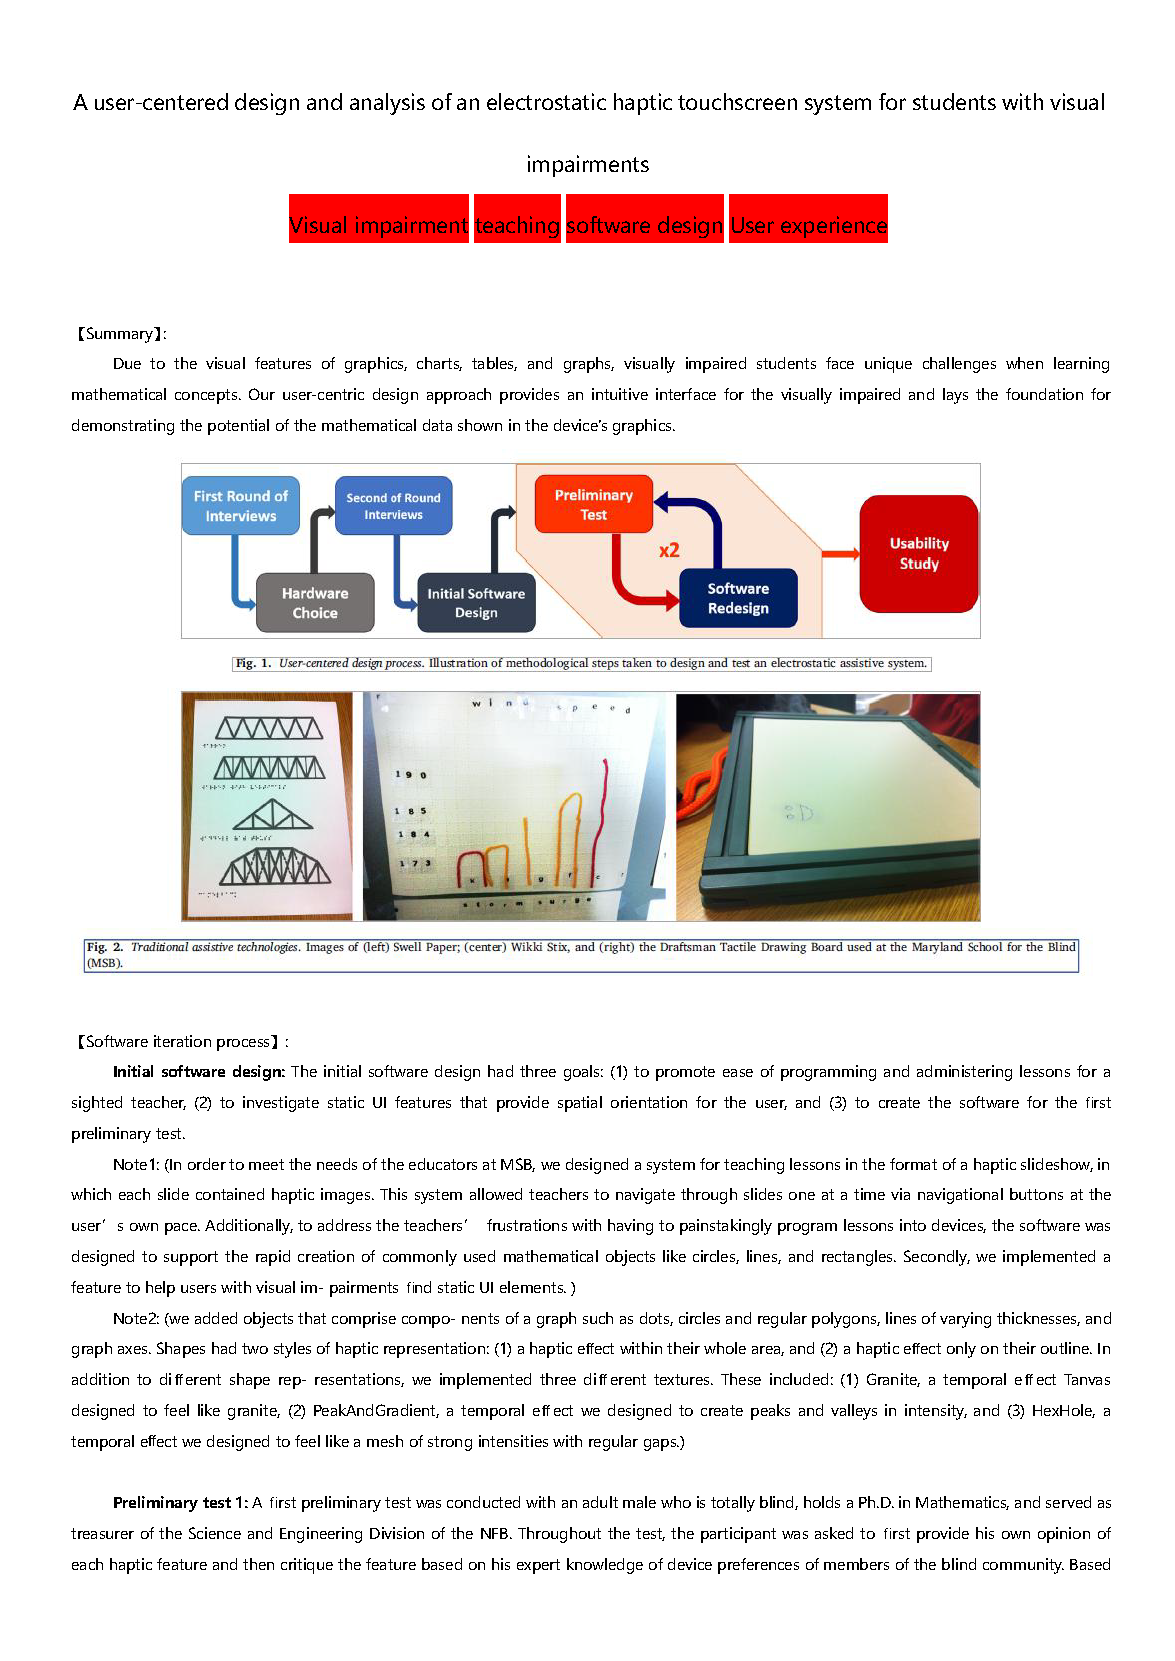 A user-centered design and analysis of an electrostatic haptic touchscreen system for students with visual
impairments
Visual impairment teaching software design User experience
【Summary】:
Due to the visual features of graphics, charts, tables, and graphs, visually impaired students face unique challenges when learning
mathematical concepts. Our user-centric design approach provides an intuitive interface for the visually impaired and lays the foundation for
demonstrating the potential of the mathematical data shown in the device's graphics.
First Round of
Interviews
Second of Round
Interviews
Preliminary
Test
x2
Usability
Study
Hardware
Choice
Initial Software
Design
Software
Redesign
Fig. 1. User-centered design process. Illustration of methodological steps taken to design and test an electrostatic assistive system.
w i n d s p e e d
1 9 0
1 8 5
1 8 4
1 7 3
s t o r m s u r g e
:D
Fig. 2. Traditional assistive technologies. Images of (left) Swell Paper; (center) Wikki Stix, and (right) the Draftsman Tactile Drawing Board used at the Maryland School for the Blind
(MSB).
【Software iteration process】:
Initial software design: The initial software design had three goals: (1) to promote ease of programming and administering lessons for a
sighted teacher, (2) to investigate static UI features that provide spatial orientation for the user, and (3) to create the software for the first
preliminary test.
Note1: (In order to meet the needs of the educators at MSB, we designed a system for teaching lessons in the format of a haptic slideshow, in
which each slide contained haptic images. This system allowed teachers to navigate through slides one at a time via navigational buttons at the
user’ s own pace. Additionally, to address the teachers’ frustrations with having to painstakingly program lessons into devices, the software was
designed to support the rapid creation of commonly used mathematical objects like circles, lines, and rectangles. Secondly, we implemented a
feature to help users with visual im- pairments find static UI elements. )
Note2: (we added objects that comprise compo- nents of a graph such as dots, circles and regular polygons, lines of varying thicknesses, and
graph axes. Shapes had two styles of haptic representation: (1) a haptic effect within their whole area, and (2) a haptic effect only on their outline. In
addition to different shape rep- resentations, we implemented three different textures. These included: (1) Granite, a temporal effect Tanvas
designed to feel like granite, (2) PeakAndGradient, a temporal effect we designed to create peaks and valleys in intensity, and (3) HexHole, a
temporal effect we designed to feel like a mesh of strong intensities with regular gaps.)
Preliminary test 1: A first preliminary test was conducted with an adult male who is totally blind, holds a Ph.D. in Mathematics, and served as
treasurer of the Science and Engineering Division of the NFB. Throughout the test, the participant was asked to first provide his own opinion of
each haptic feature and then critique the feature based on his expert knowledge of device preferences of members of the blind community. Based